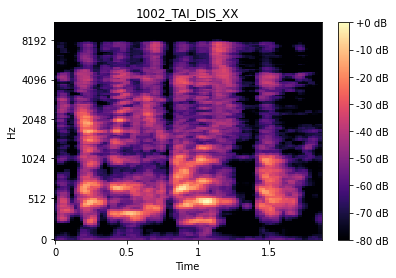 1002_TAI_DIS_XX
+0 dB
8192
-10 dB
4096
-20 dB
-30 dB
2048
Hz
-40 dB
1024
-50 dB
512
-60 dB
-70 dB
0
-80 dB
0
0.5
1
1.5
Time